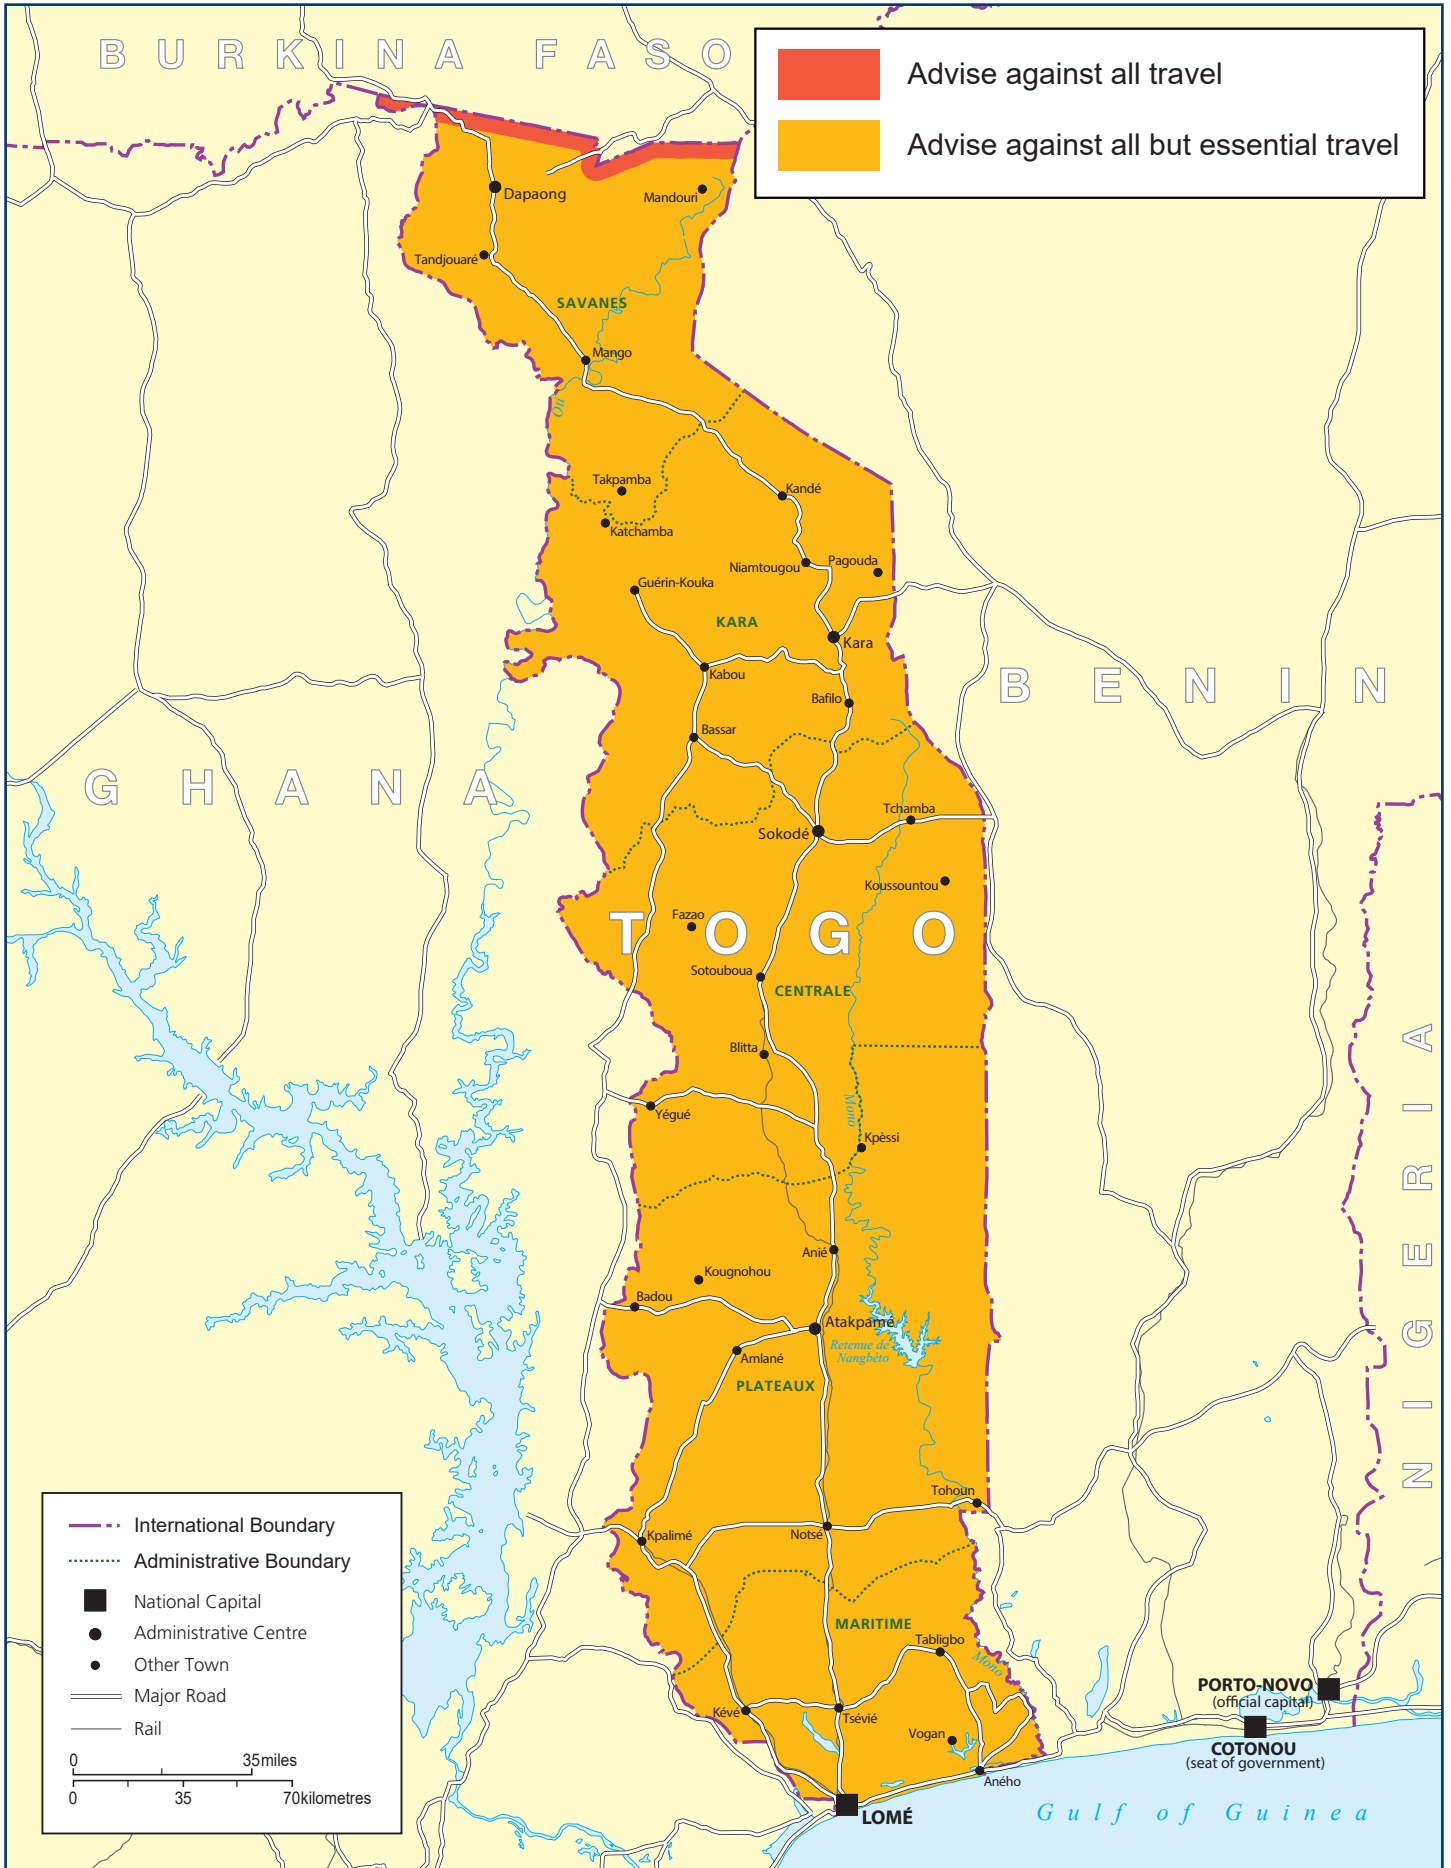 BURKINA FASO
Advise against all travel
Advise against all but essential travel
Dapaong
Mandouri
Tandjouaré
SAVANES
Mango
Oti
Takpamba
Kandé
Katchamba
Niamtougou
Pagouda
Guérin-Kouka
KARA
Kara
Kabou
BENIN
Bafilo
Bassar
GHANA
Tchamba
Sokodé
Koussountou
Fazao
TOGO
Sotouboua
CENTRALE
Blitta
Mono
Yégué
Kpèssi
NIGERIA
Anié
Kougnohou
Badou
Atakpamé
Retenue de
Nangbéto
Amlané
PLATEAUX
Tohoun
Notsé
Kpalimé
MARITIME
Tabligbo
Mono
Kévé
Tsévié
Vogan
Aného
LOMÉ
PORTO-NOVO
(official capital)
COTONOU
(seat of government)
Gulf of Guinea
International Boundary
Administrative Boundary
National Capital
Administrative Centre
Other Town
Major Road
Rail
0 35 miles
0 35 70 kilometres